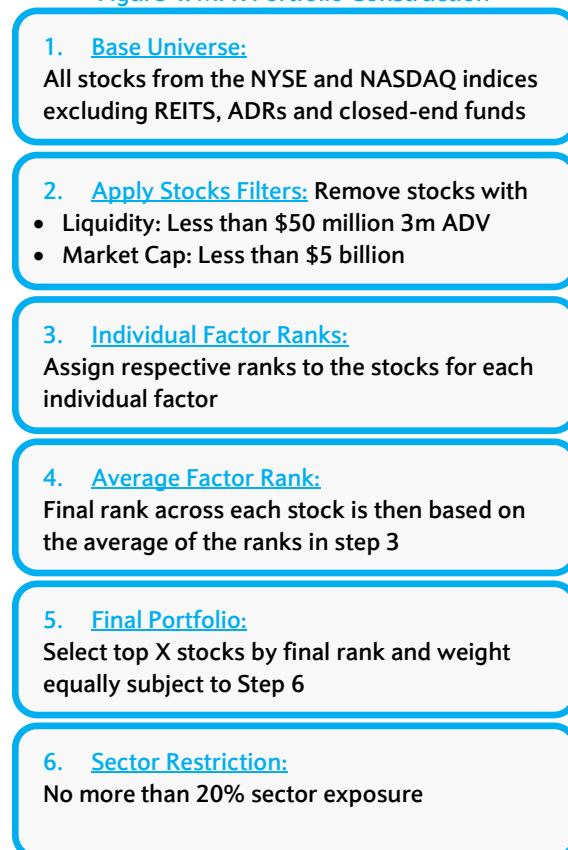 1. Base Universe:
All stocks from the NYSE and NASDAQ indices
excluding REITS, ADRs and closed-end funds
2. Apply Stocks Filters: Remove stocks with
• Liquidity: Less than $50 million 3m ADV
• Market Cap: Less than $5 billion
3. Individual Factor Ranks:
Assign respective ranks to the stocks for each
individual factor
4. Average Factor Rank:
Final rank across each stock is then based on
the average of the ranks in step 3
5. Final Portfolio:
Select top X stocks by final rank and weight
equally subject to Step 6
6. Sector Restriction:
No more than 20% sector exposure